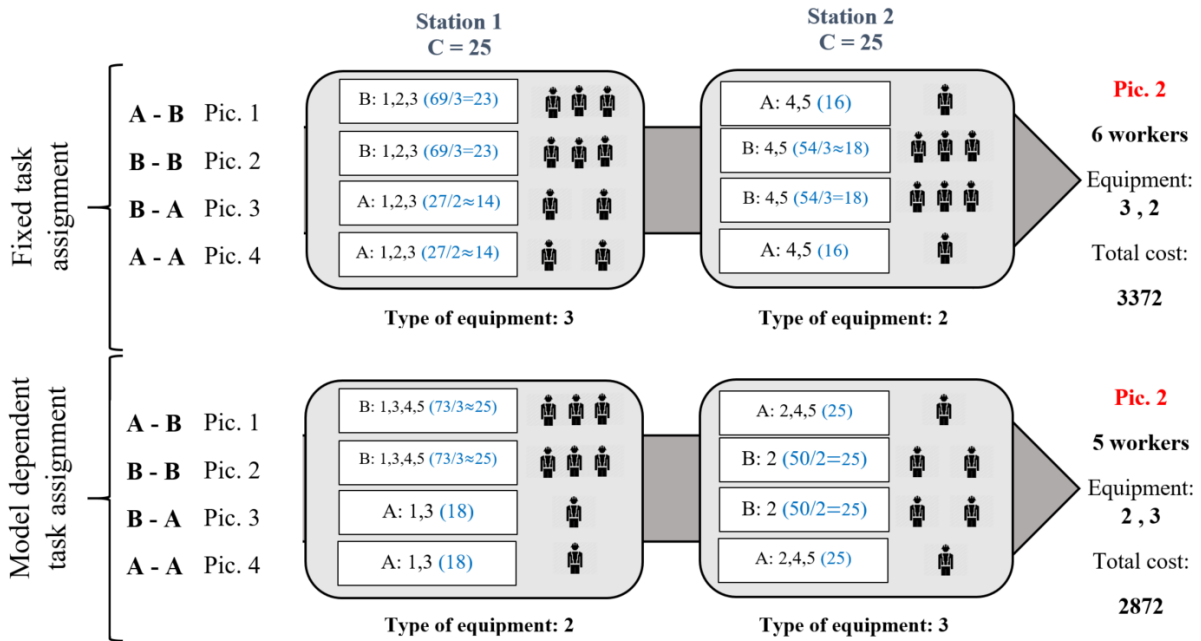 Station 1
C = 25
Station 2
C = 25
Fixed task
assignment
A - B Pic. 1
B - B Pic. 2
B - A Pic. 3
A - A Pic. 4
B: 1,2,3 (69/3=23)
B: 1,2,3 (69/3=23)
A: 1,2,3 (27/2≈14)
A: 1,2,3 (27/2≈14)
Type of equipment: 3
A: 4,5 (16)
B: 4,5 (54/3≈18)
B: 4,5 (54/3=18)
A: 4,5 (16)
Type of equipment: 2
Pic. 2
6 workers
Equipment:
3 , 2
Total cost:
3372
Model dependent
task assignment
A - B Pic. 1
B - B Pic. 2
B - A Pic. 3
A - A Pic. 4
B: 1,3,4,5 (73/3≈25)
B: 1,3,4,5 (73/3≈25)
A: 1,3 (18)
A: 1,3 (18)
Type of equipment: 2
A: 2,4,5 (25)
B: 2 (50/2=25)
B: 2 (50/2=25)
A: 2,4,5 (25)
Type of equipment: 3
Pic. 2
5 workers
Equipment:
2 , 3
Total cost:
2872